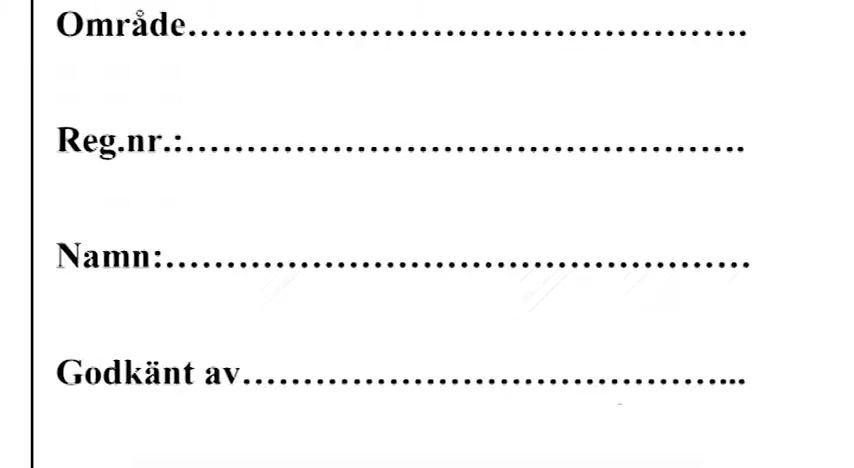 Område…………………………………………….
Reg.nr.:…………………………………………….
Namn:……………………………………………….
Godkänt av……………………………………...